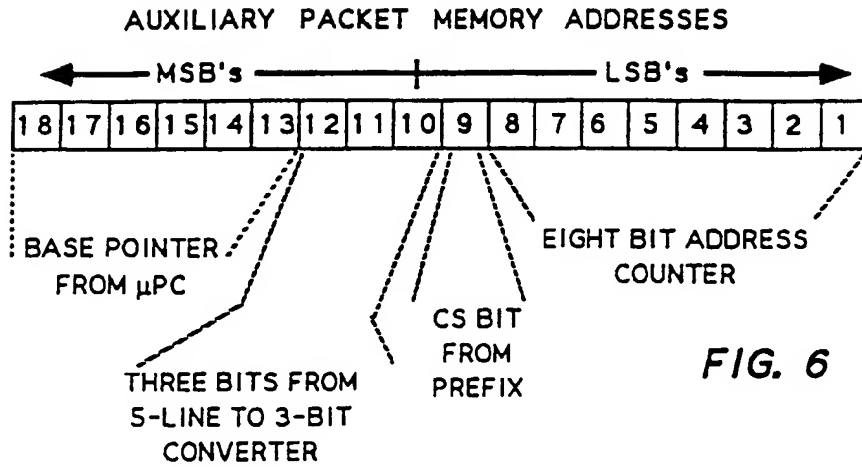 AUXILIARY PACKET MEMORY ADDRESSES
MSB's LSB's
18 17 16 15 14 13 12 11 10 9 8 7 6 5 4 3 2 1
BASE POINTER
FROM μPC
THREE BITS FROM
5-LINE TO 3-BIT
CONVERTER
CS BIT
FROM
PREFIX
EIGHT BIT ADDRESS
COUNTER
FIG. 6